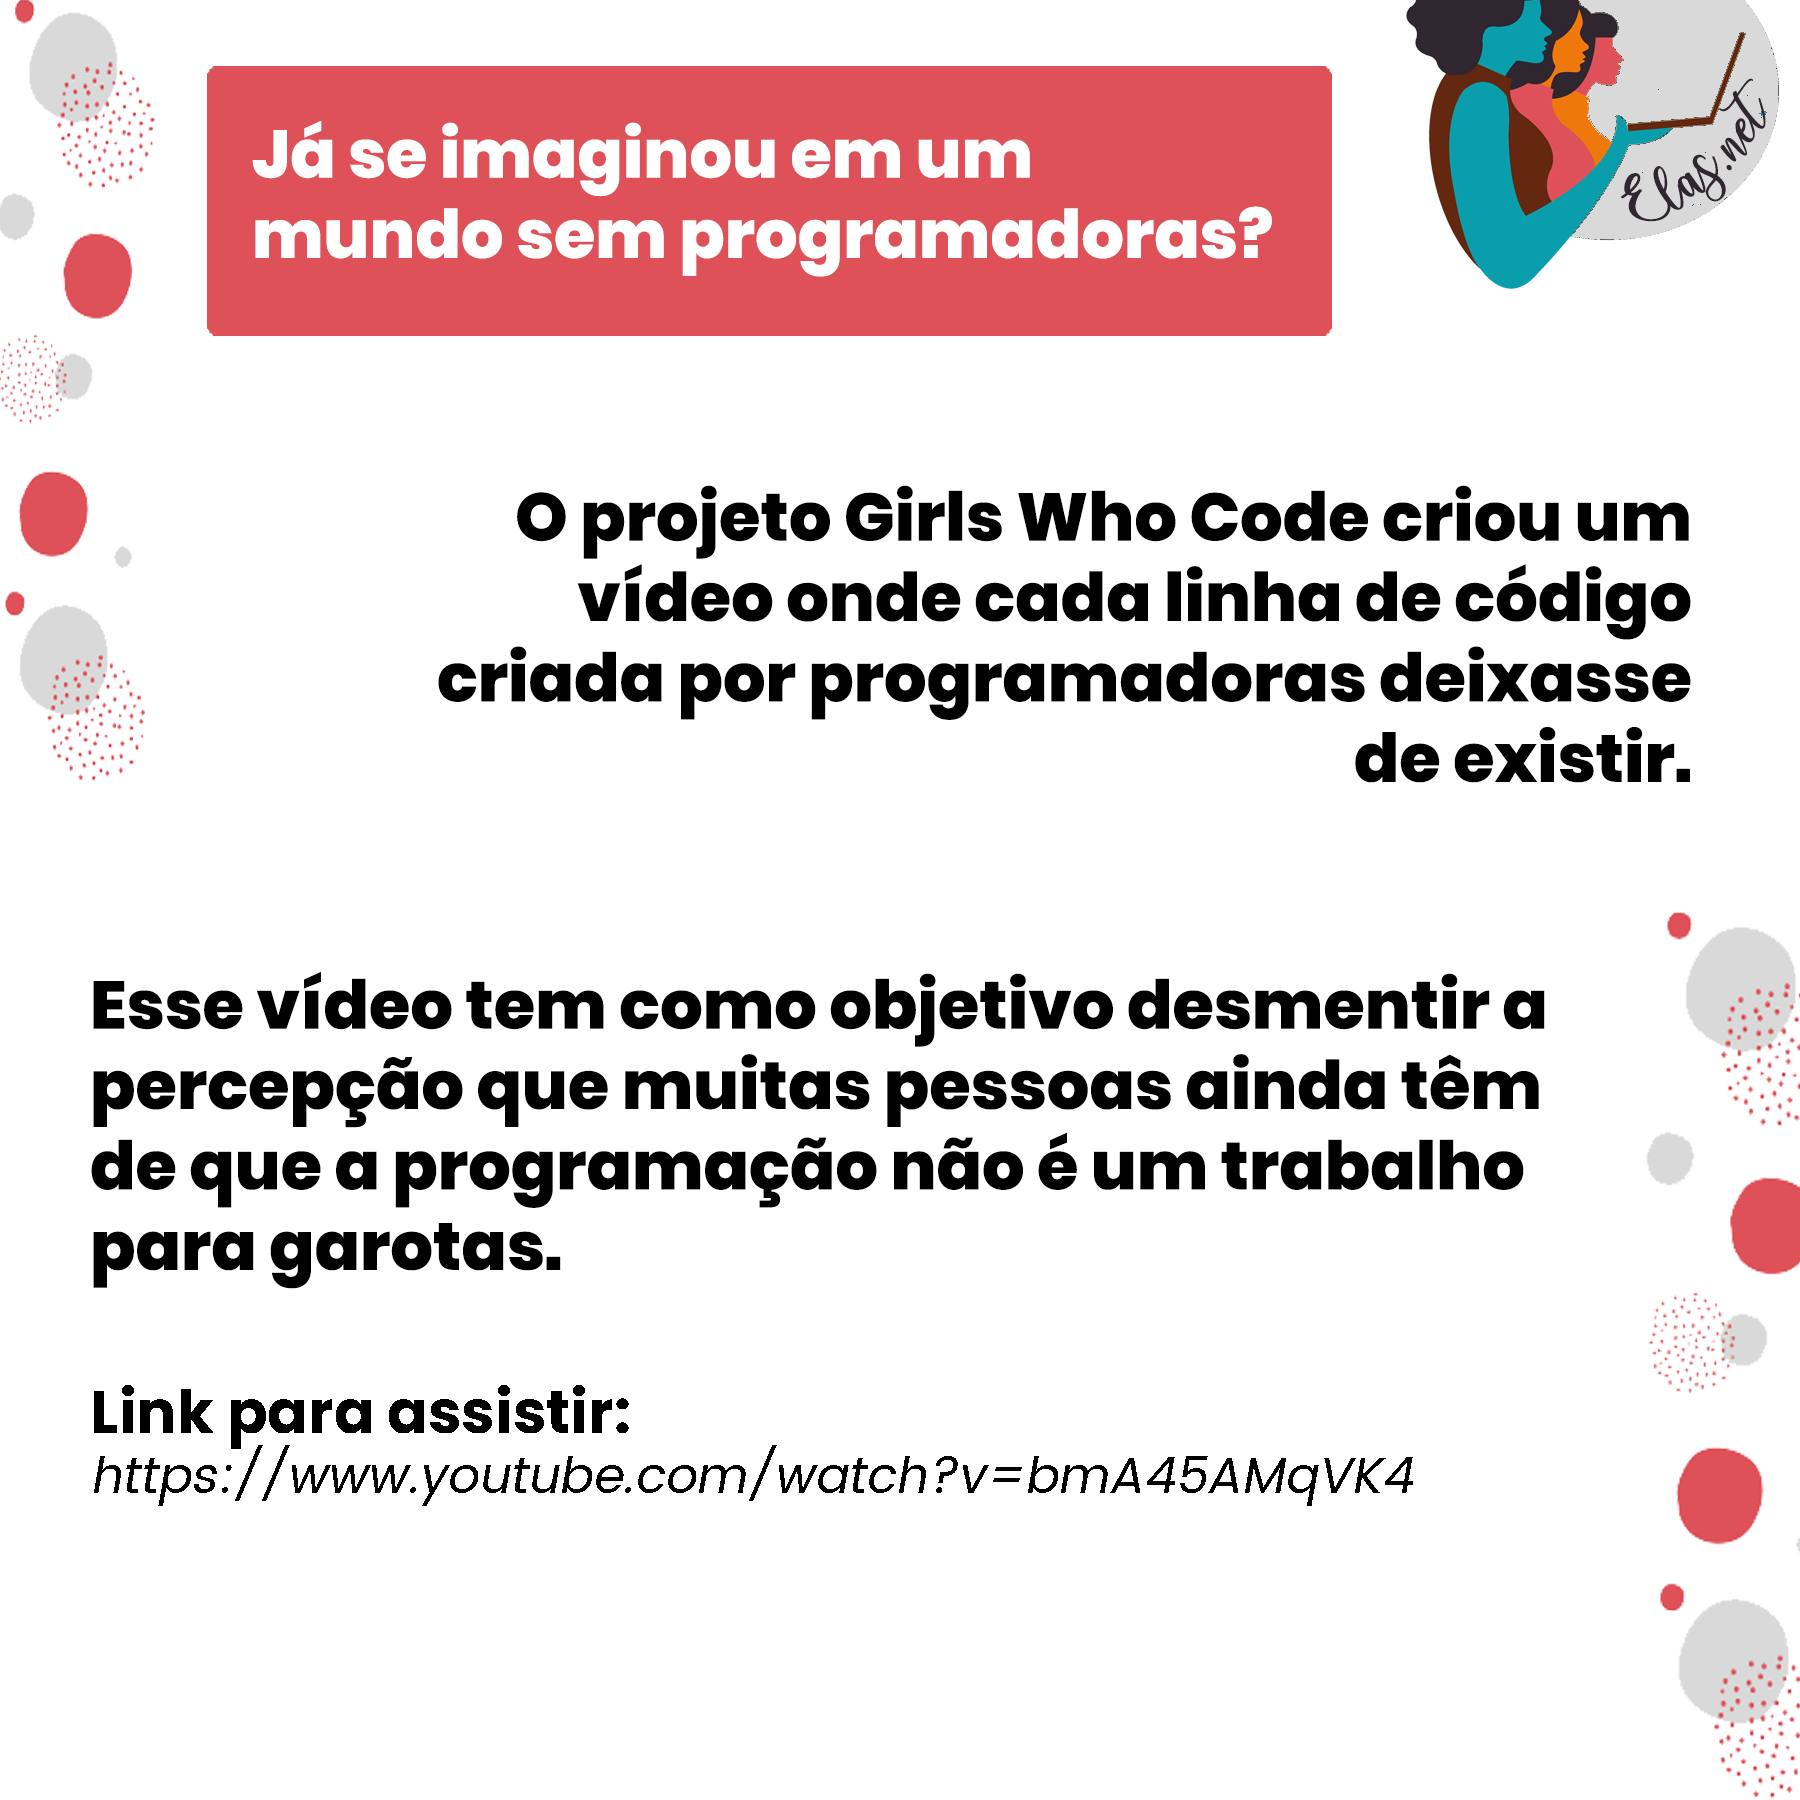 Já se imaginou em um
mundo sem programadoras?
Elas.net
O projeto Girls Who Code criou um
vídeo onde cada linha de código
criada por programadoras deixasse
de existir.
Esse vídeo tem como objetivo desmentir a
percepção que muitas pessoas ainda têm
de que a programação não é um trabalho
para garotas.
Link para assistir:
https://www.youtube.com/watch?v=bmA45AMqVK4